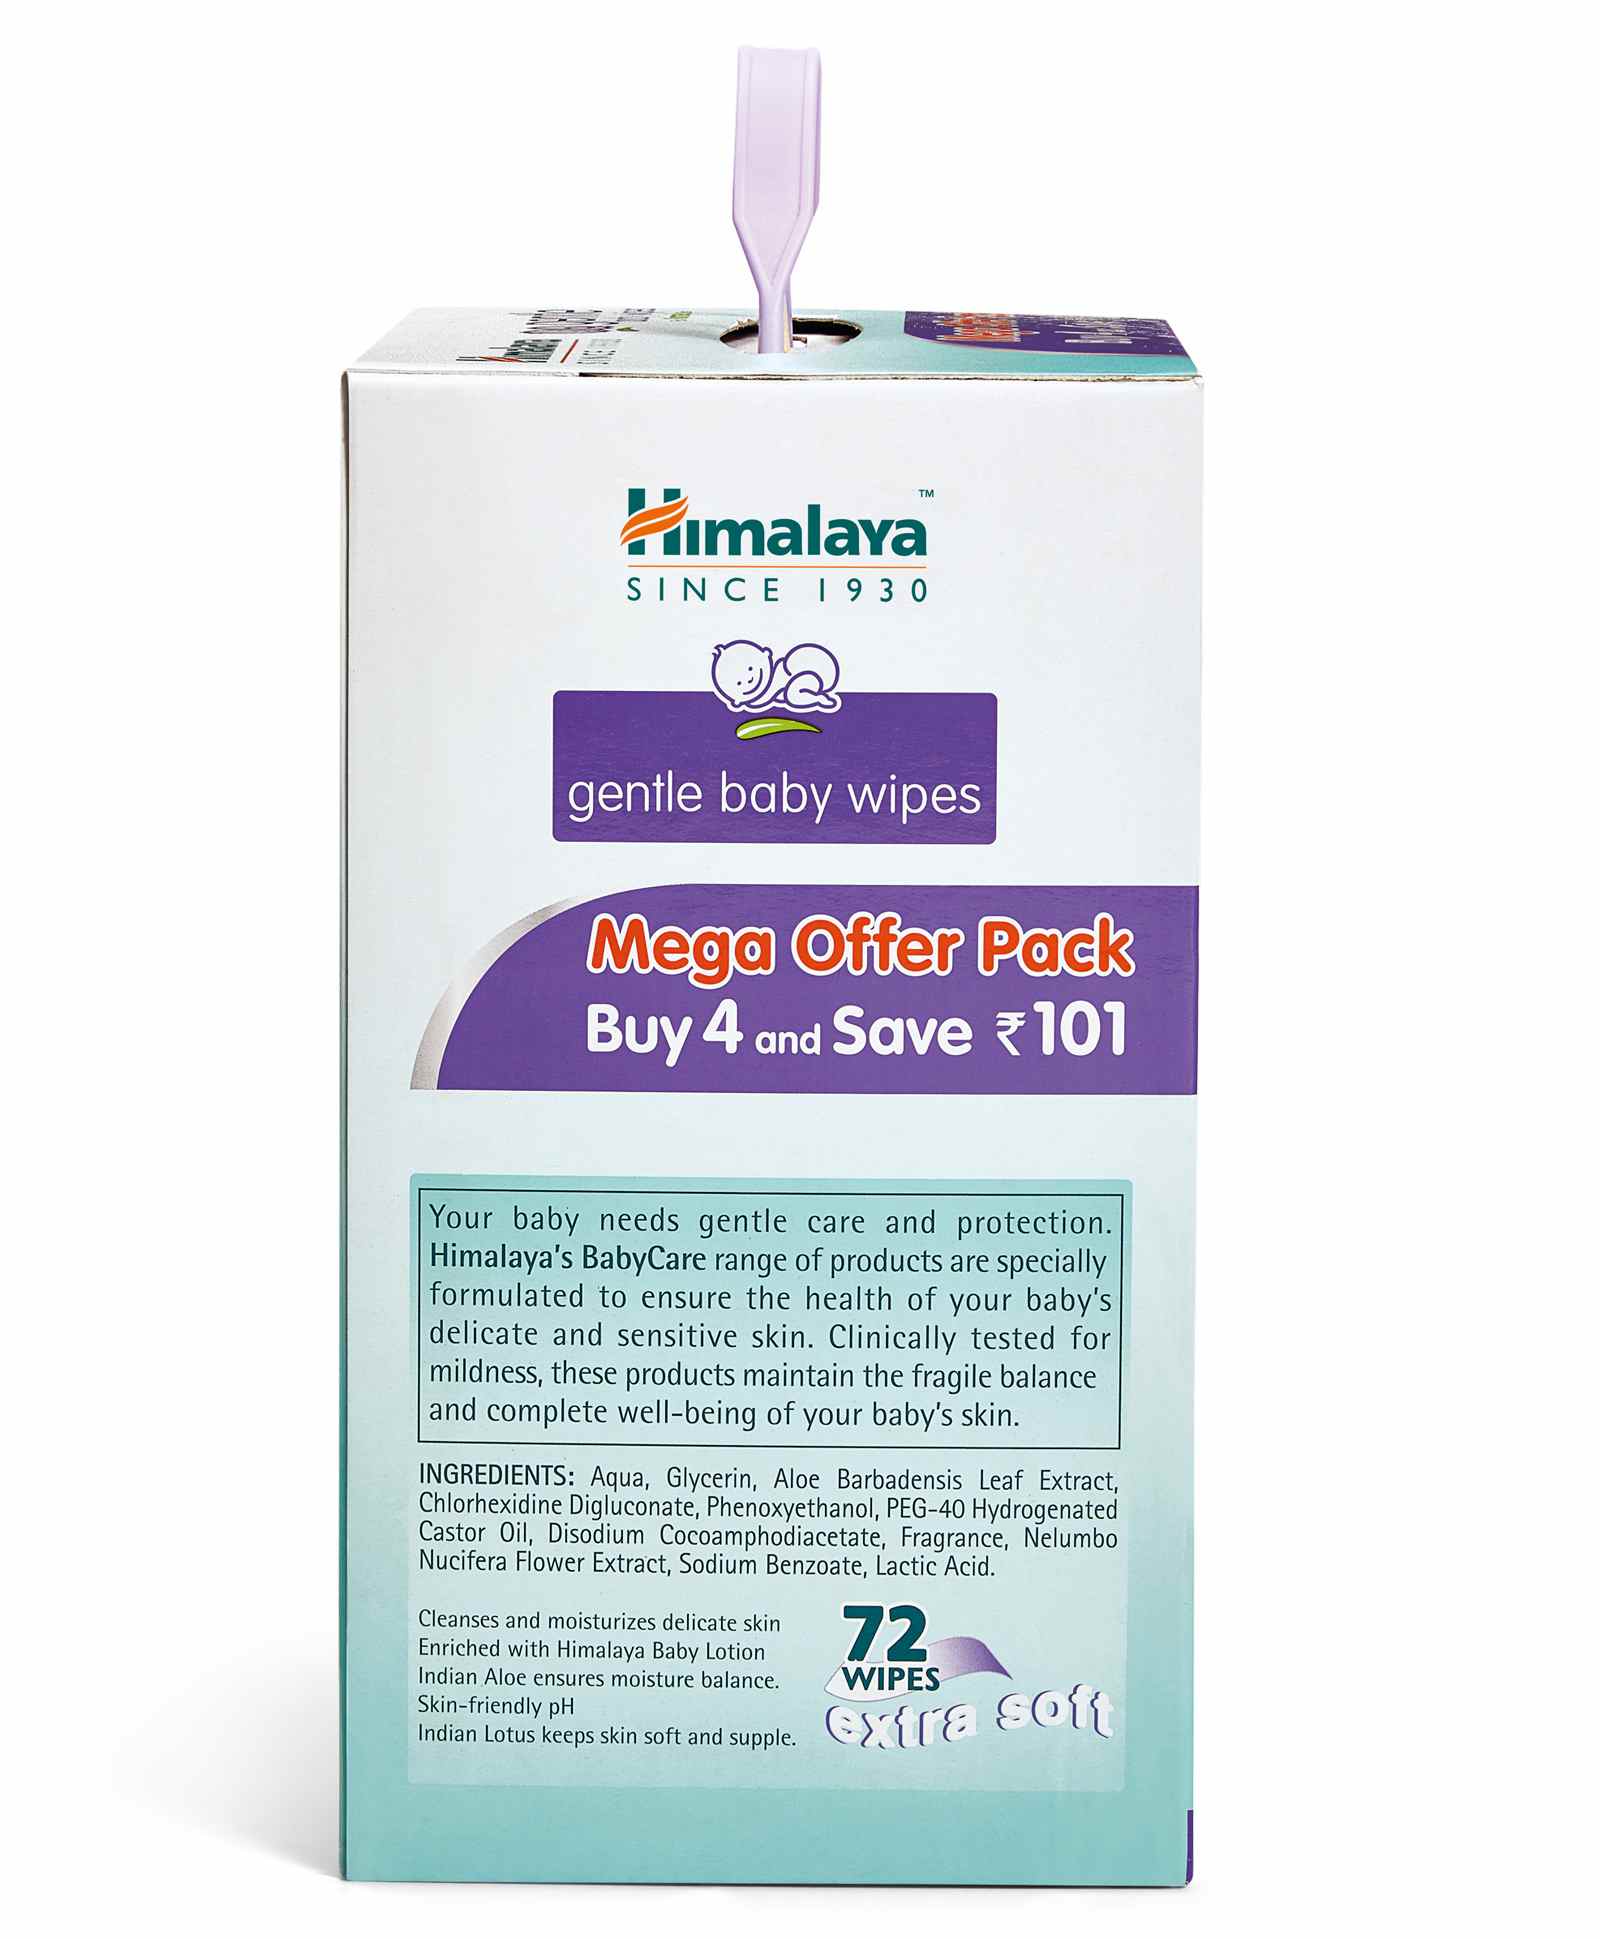 Himalaya™
SINCE 1930
gentle baby wipes
Mega Offer Pack
Buy 4 and Save ₹101
Your baby needs gentle care and protection.
Himalaya's BabyCare range of products are specially
formulated to ensure the health of your baby's
delicate and sensitive skin. Clinically tested for
mildness, these products maintain the fragile balance
and complete well-being of your baby's skin.
INGREDIENTS: Aqua, Glycerin, Aloe Barbadensis Leaf Extract,
Chlorhexidine Digluconate, Phenoxyethanol, PEG-40 Hydrogenated
Castor Oil, Disodium Cocoamphodiacetate, Fragrance, Nelumbo
Nucifera Flower Extract, Sodium Benzoate, Lactic Acid.
Cleanses and moisturizes delicate skin
Enriched with Himalaya Baby Lotion
Indian Aloe ensures moisture balance.
Skin-friendly pH
Indian Lotus keeps skin soft and supple.
72
WIPES
extra soft